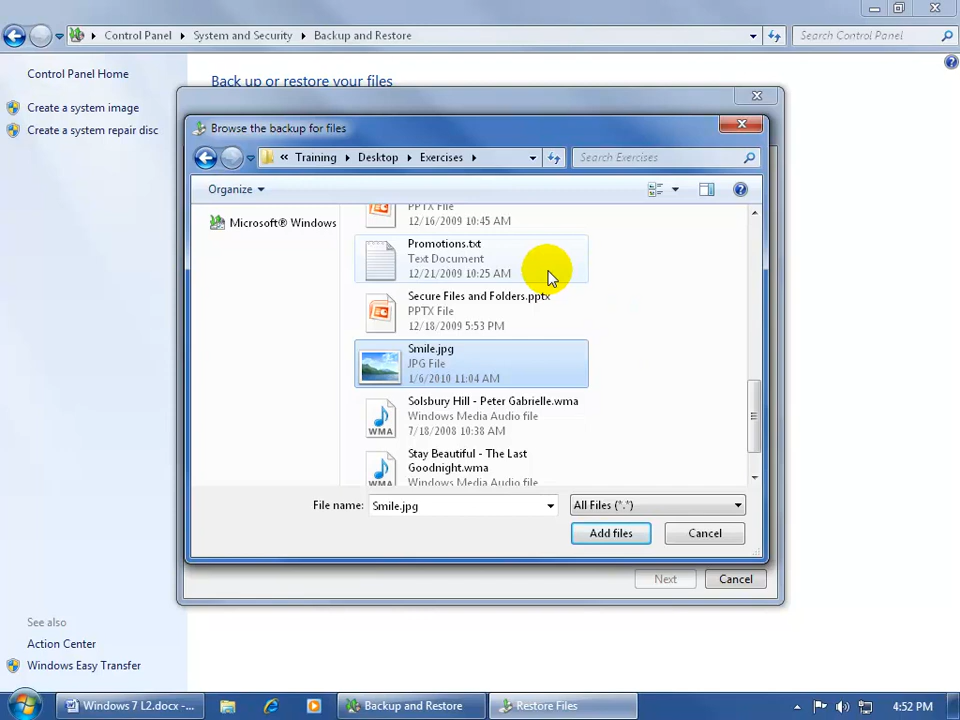 Control Panel System and Security Backup and Restore Search Control Panel
Control Panel Home
Create a system image
Create a system repair disc
Back up or restore your files
Browse the backup for files
« Training Desktop Exercises Search Exercises
Organize
Microsoft® Windows
PPTX File
12/16/2009 10:45 AM
Promotions.txt
Text Document
12/21/2009 10:25 AM
Secure Files and Folders.pptx
PPTX File
12/18/2009 5:53 PM
Smile.jpg
JPG File
1/6/2010 11:04 AM
Solsbury Hill - Peter Gabrielle.wma
Windows Media Audio file
7/18/2008 10:38 AM
WMA
Stay Beautiful - The Last
Goodnight.wma
Windows Media Audio file
WMA
File name: Smile.jpg All Files (*.*)
Add files Cancel
Next Cancel
See also
Action Center
Windows Easy Transfer
Windows 7 L2.docx -... Backup and Restore Restore Files 4:52 PM